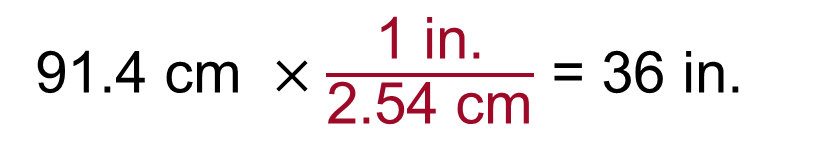 91.4 cm × 1 in. / 2.54 cm = 36 in.